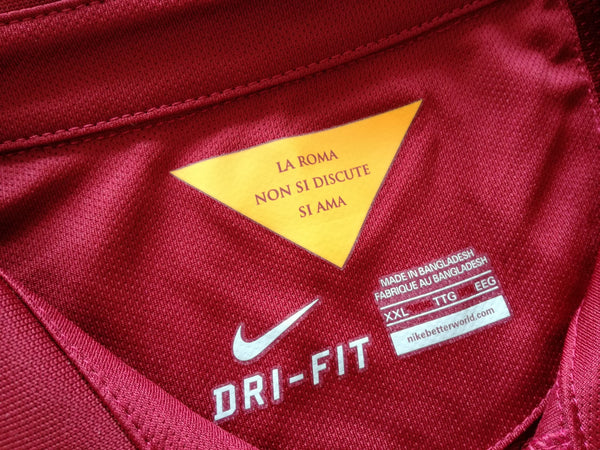 LA ROMA
NON SI DISCUTE
SI AMA
MADE IN BANGLADESH
FABRIQUE AU BANGLADESH
XXL TTG EEG
nikebetterworld.com
DRI-FIT